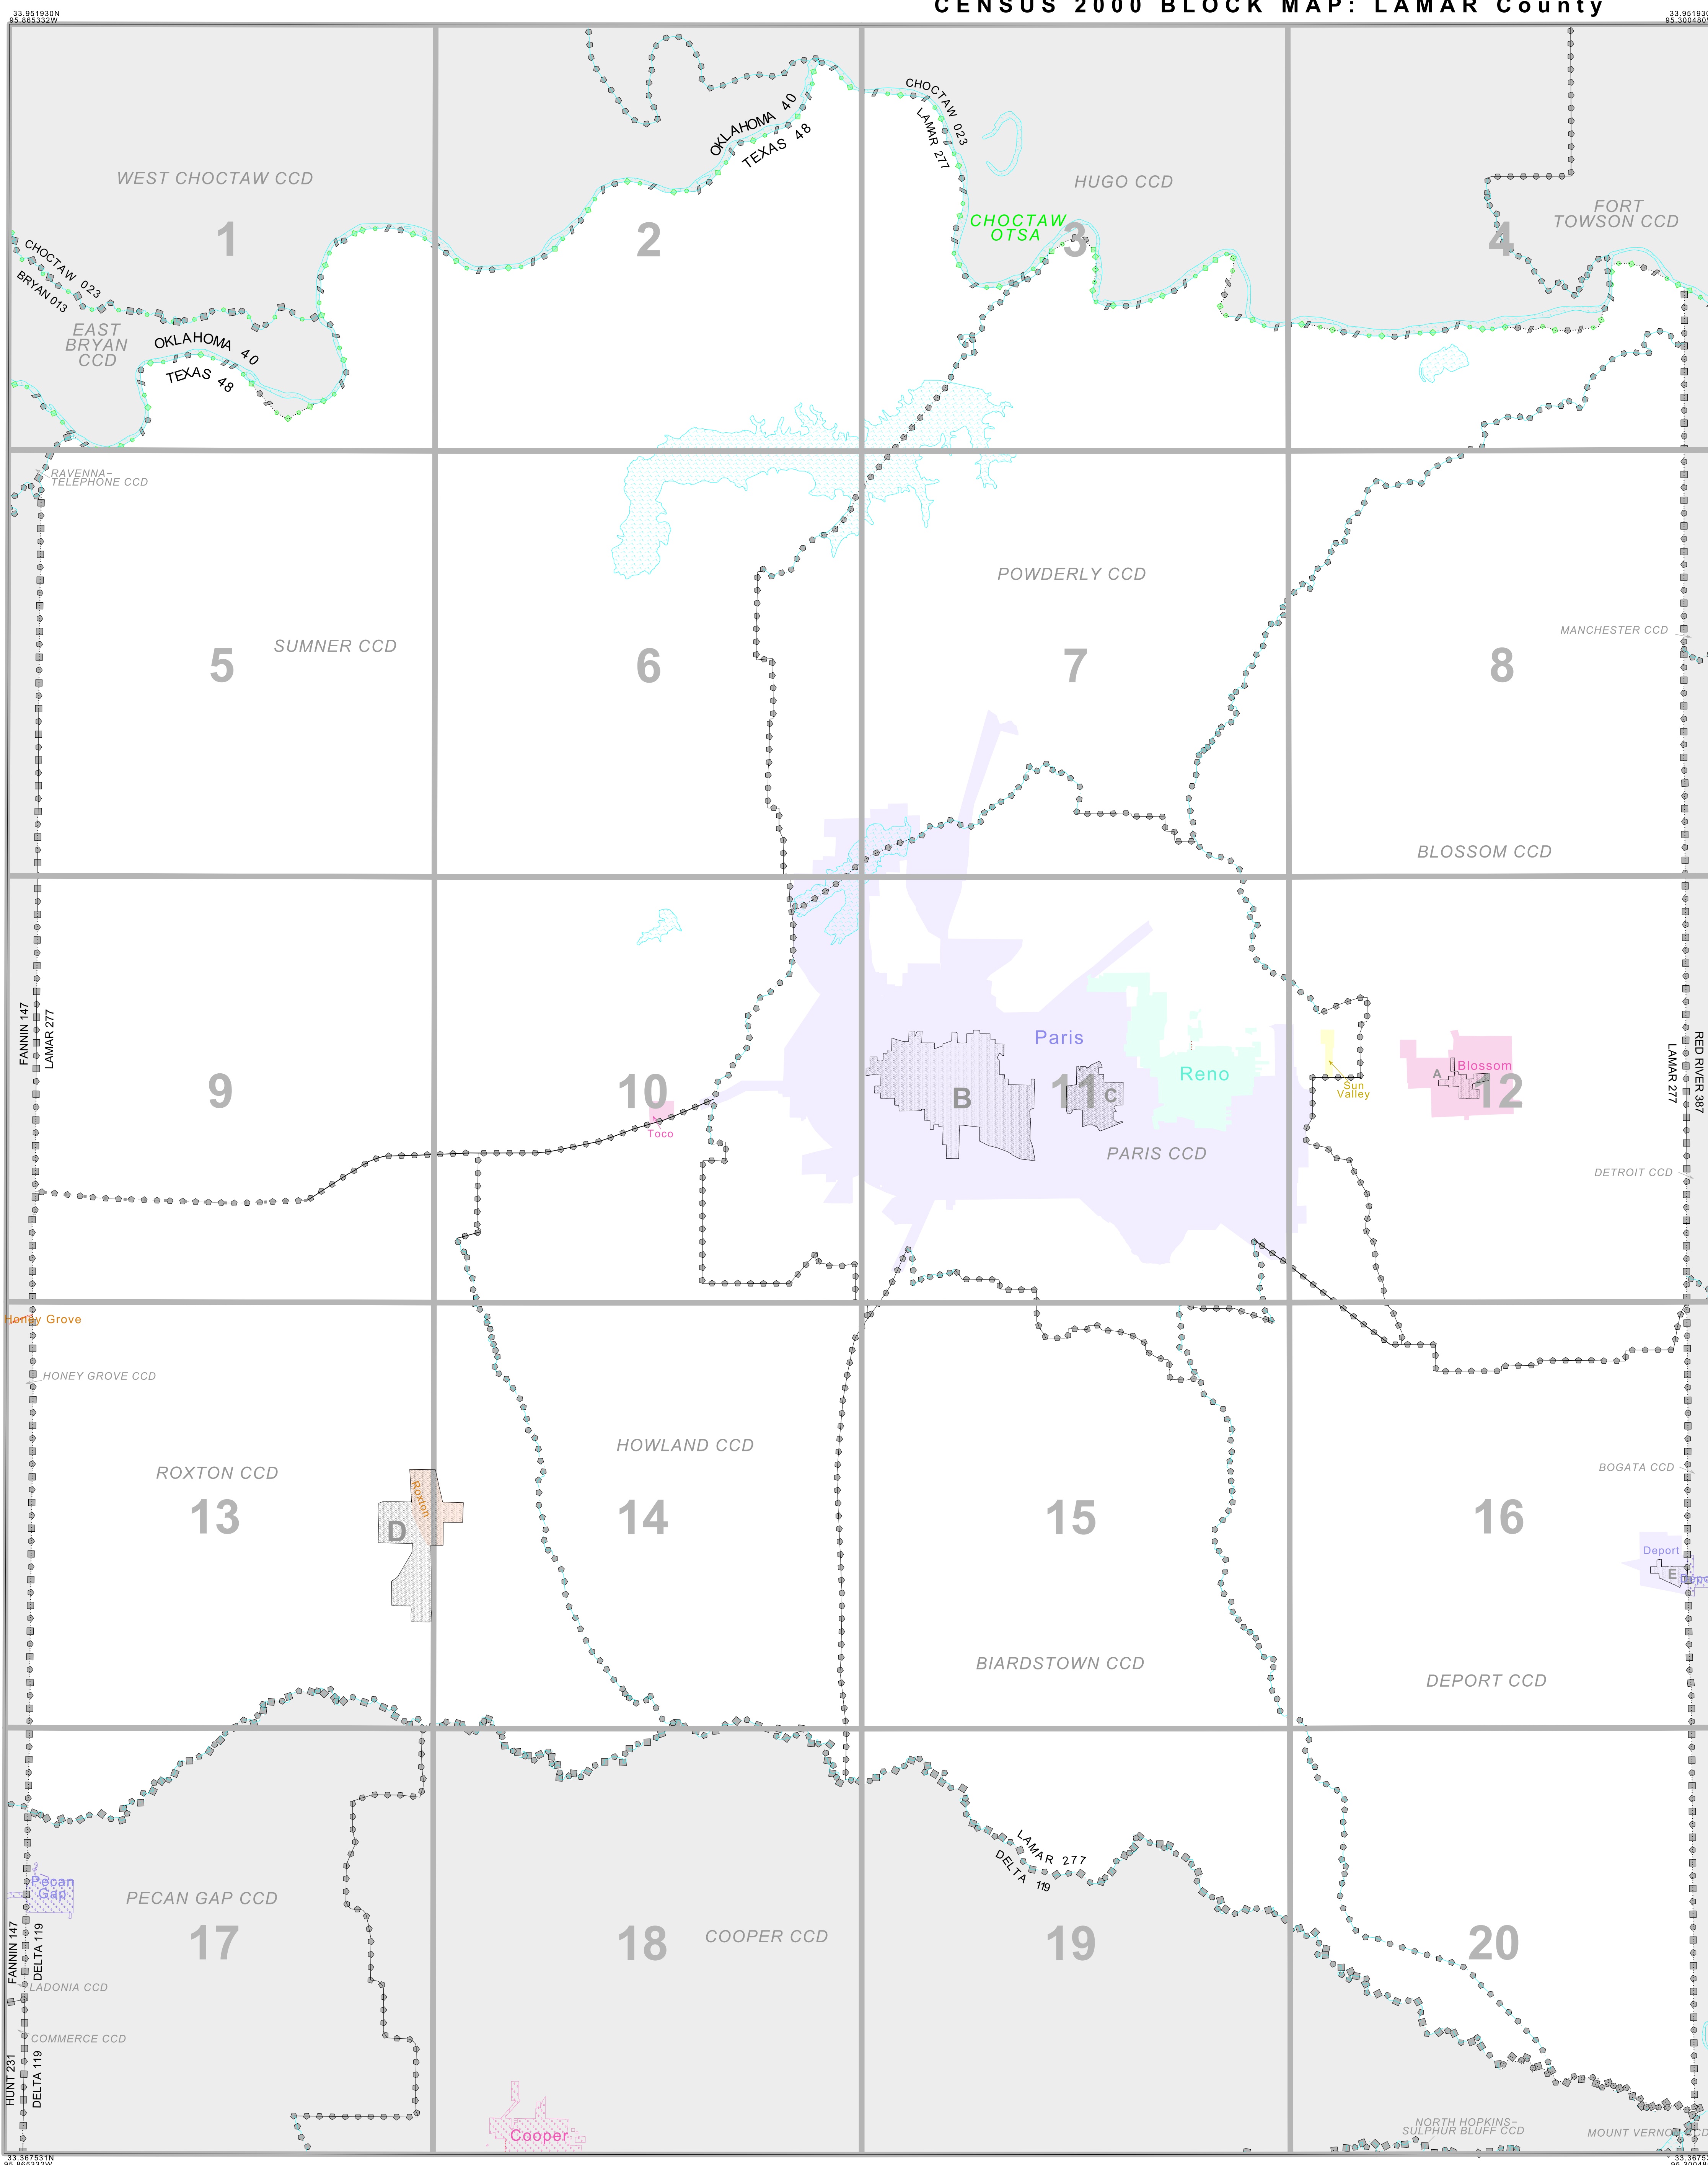 CENSUS 2000 BLOCK MAP: LAMAR County
33.951930N
95.865332W
33.951930
95.300480
CHOCTAW 023
LAMAR 277
OKLAHOMA 40
TEXAS 48
WEST CHOCTAW CCD
HUGO CCD
FORT
TOWSON CCD
CHOCTAW
OTSA
1
2
3
4
CHOCTAW 023
BRYAN 013
EAST
BRYAN
CCD
OKLAHOMA 40
TEXAS 48
RAVENNA-
TELEPHONE CCD
POWDERLY CCD
MANCHESTER CCD
SUMNER CCD
5
6
7
8
BLOSSOM CCD
FANNIN 147
LAMAR 277
Paris
Reno
Sun
Valley
Blossom
A
LAMAR 277
RED RIVER 387
9
10
B
11
C
12
Toco
PARIS CCD
DETROIT CCD
Honey Grove
HONEY GROVE CCD
HOWLAND CCD
ROXTON CCD
BOGATA CCD
Roxton
13
D
14
15
16
Deport
E
BIARDSTOWN CCD
DEPORT CCD
LAMAR 277
DELTA 119
Pecan
Gap
PECAN GAP CCD
FANNIN 147
DELTA 119
17
18
COOPER CCD
19
20
LADONIA CCD
COMMERCE CCD
HUNT 231
DELTA 119
Cooper
NORTH HOPKINS-
SULPHUR BLUFF CCD
33.367531N
95.865332W